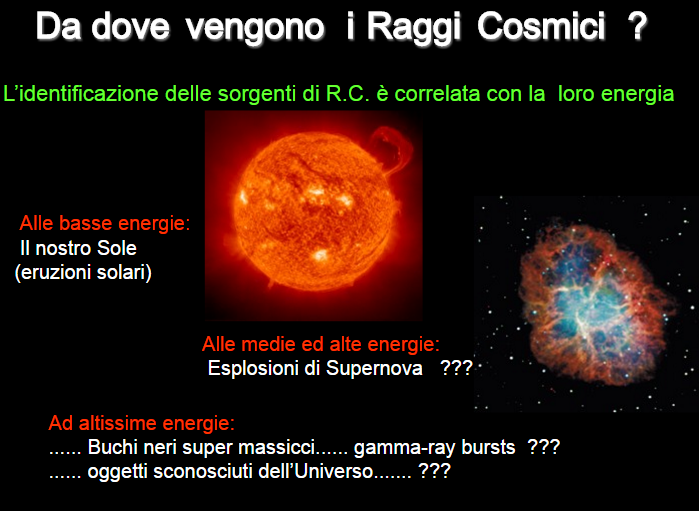 Da dove vengono i Raggi Cosmici ?
L'identificazione delle sorgenti di R.C. è correlata con la loro energia
Alle basse energie:
Il nostro Sole
(eruzioni solari)
Alle medie ed alte energie:
Esplosioni di Supernova ???
Ad altissime energie:
...... Buchi neri super massicci...... gamma-ray bursts ???
...... oggetti sconosciuti dell'Universo....... ???